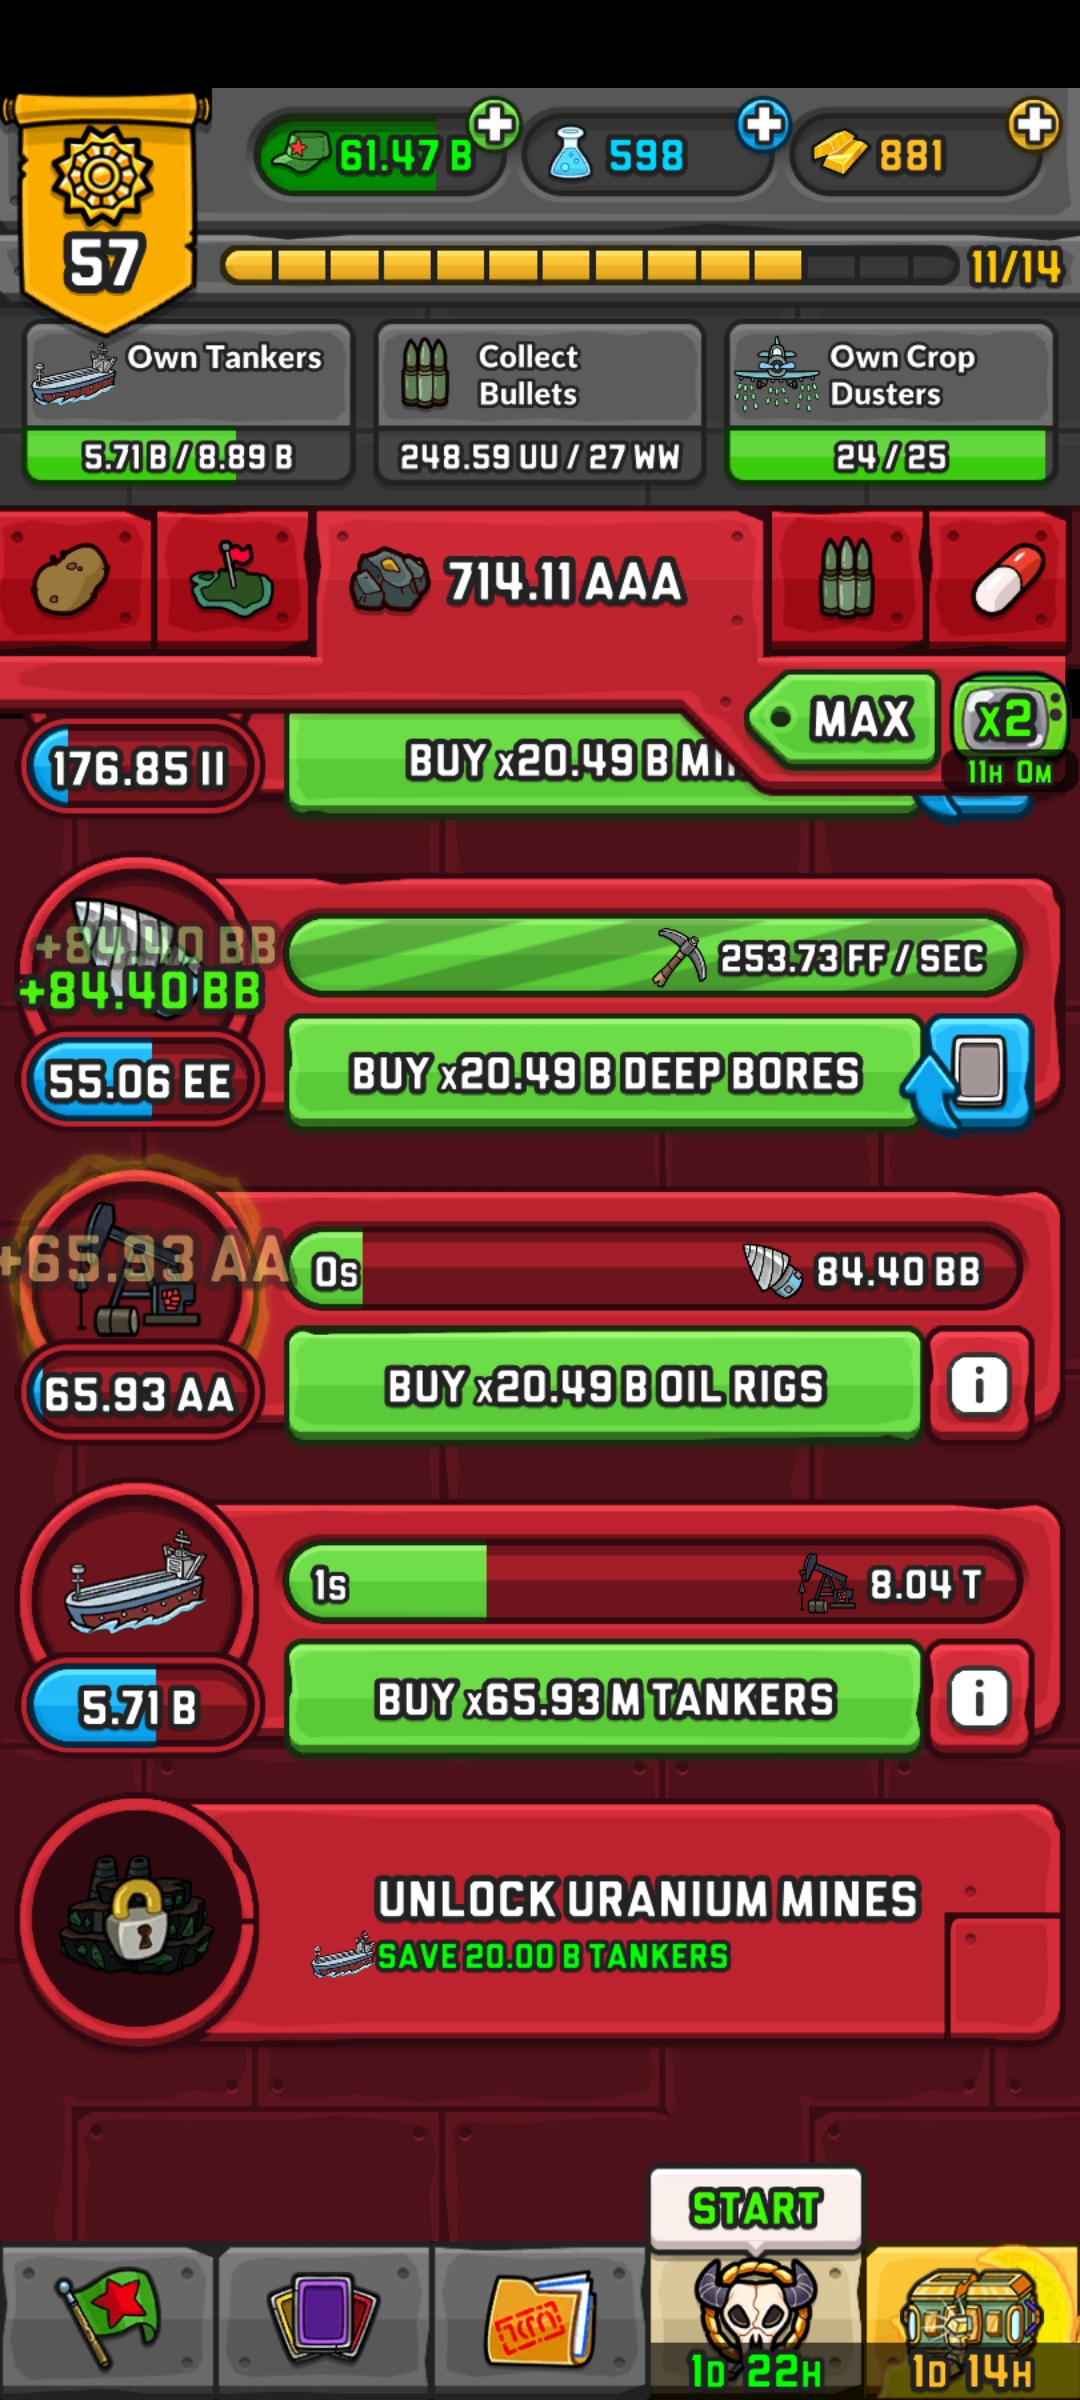 61.47 B
598
881
57
11/14
Own Tankers
5.71 B / 8.89 B
Collect
Bullets
248.59 UU / 27 WW
Own Crop
Dusters
24 / 25
714.11 AAA
MAX
x2
11H 0M
176.85 II
BUY x20.49 B
+84.40 BB
+84.40 BB
253.73 FF / SEC
55.06 EE
BUY x20.49 B DEEP BORES
+65.93 AA
0s
84.40 BB
65.93 AA
BUY x20.49 B OIL RIGS
i
1s
8.04 T
5.71 B
BUY x65.93 M TANKERS
i
UNLOCK URANIUM MINES
SAVE 20.00 B TANKERS
START
1D 22H
1D 14H